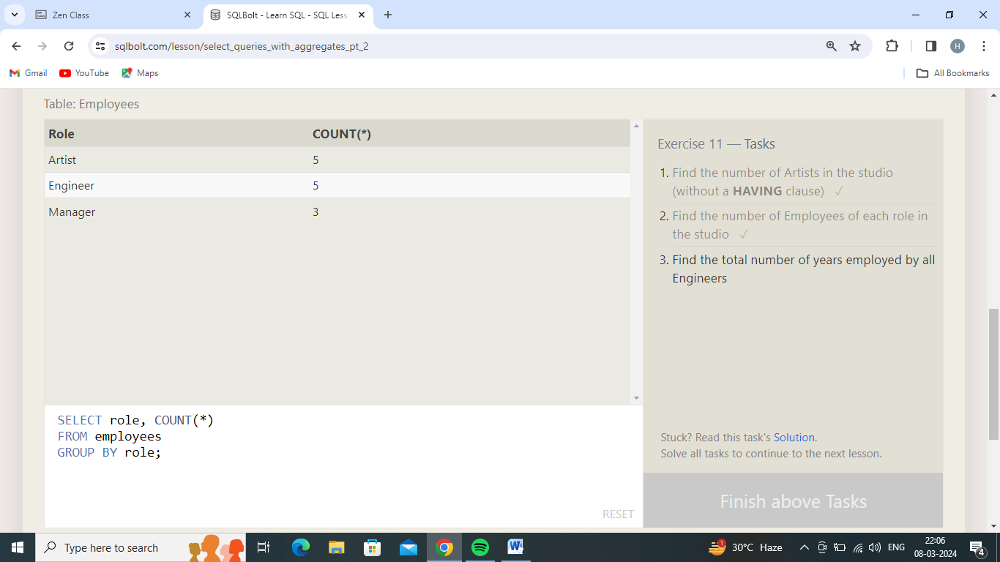 Zen Class
SQLBolt - Learn SQL - SQL Less
sqlbolt.com/lesson/select_queries_with_aggregates_pt_2
H
Gmail
YouTube
Maps
All Bookmarks
Table: Employees
Role COUNT(*)
Artist 5
Engineer 5
Manager 3
SELECT role, COUNT(*)
FROM employees
GROUP BY role;
RESET
Exercise 11 — Tasks
1. Find the number of Artists in the studio
(without a HAVING clause) ✓
2. Find the number of Employees of each role in
the studio ✓
3. Find the total number of years employed by all
Engineers
Stuck? Read this task's Solution.
Solve all tasks to continue to the next lesson.
Finish above Tasks
Type here to search
W
1
30°C Haze
ENG
22:06
08-03-2024
4